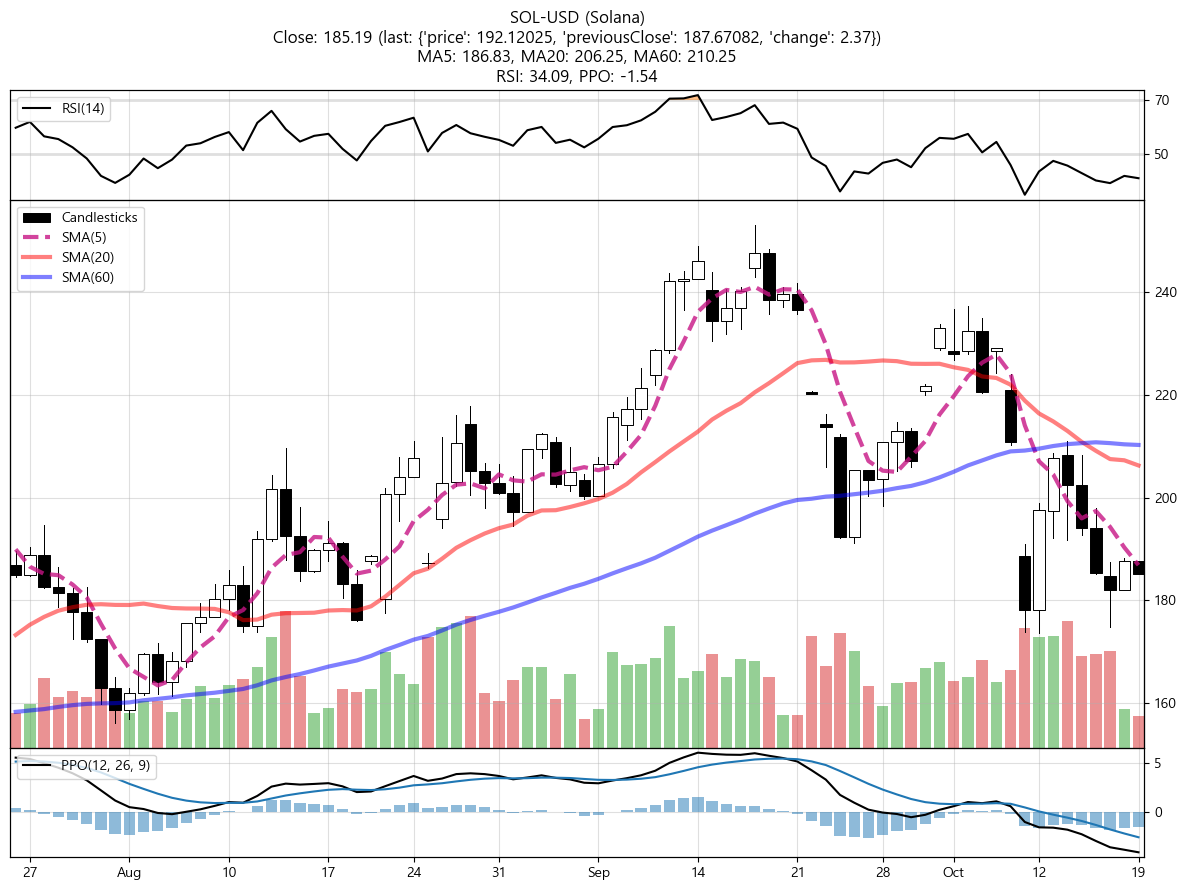 SOL-USD (Solana)
Close: 185.19 (last: {'price': 192.12025, 'previousClose': 187.67082, 'change': 2.37})
MA5: 186.83, MA20: 206.25, MA60: 210.25
RSI: 34.09, PPO: -1.54
RSI(14)
70
50
Candlesticks
SMA(5)
SMA(20)
SMA(60)
240
220
200
180
160
PPO(12, 26, 9)
5
0
27 Aug 10 17 24 31 Sep 14 21 28 Oct 12 19